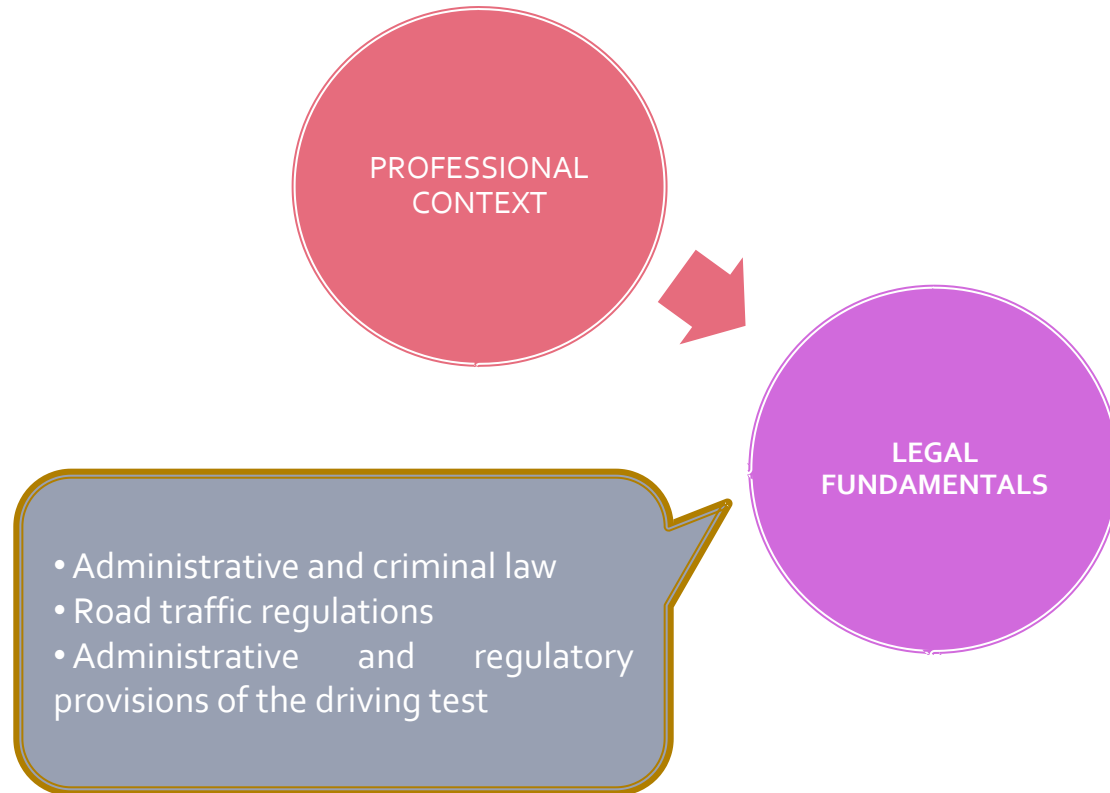 PROFESSIONAL
CONTEXT
LEGAL
FUNDAMENTALS
• Administrative and criminal law
• Road traffic regulations
• Administrative and regulatory
provisions of the driving test